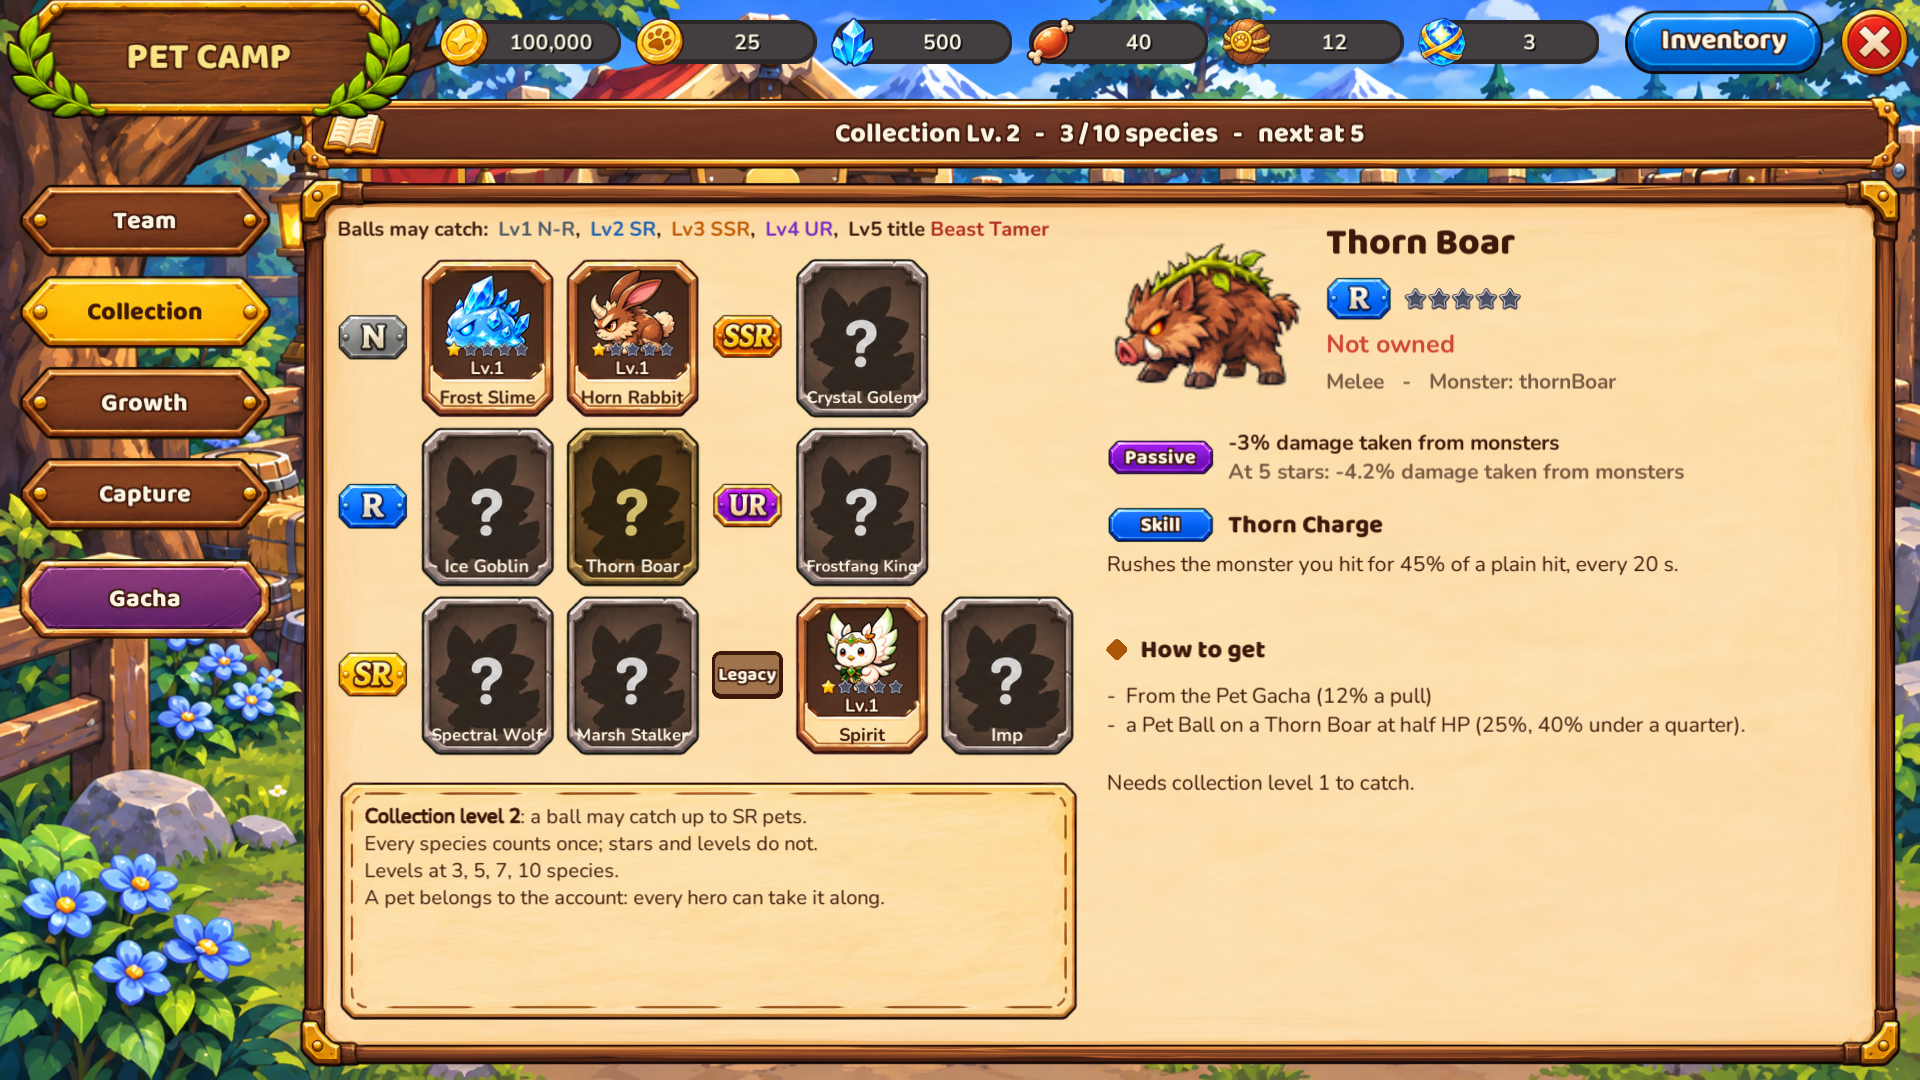 PET CAMP
100,000
25
500
40
12
3
Inventory
Collection Lv. 2 - 3/10 species - next at 5
Team
Collection
Growth
Capture
Gacha
Balls may catch: Lv1 N-R, Lv2 SR, Lv3 SSR, Lv4 UR, Lv5 title Beast Tamer
N
Lv.1
Frost Slime
Lv.1
Horn Rabbit
SSR
?
Crystal Golem
R
?
Ice Goblin
?
Thorn Boar
UR
?
Frostfang King
SR
?
Spectral Wolf
?
Marsh Stalker
Legacy
Lv.1
Spirit
?
Imp
Collection level 2: a ball may catch up to SR pets.
Every species counts once; stars and levels do not.
Levels at 3, 5, 7, 10 species.
A pet belongs to the account: every hero can take it along.
Thorn Boar
R
Not owned
Melee - Monster: thornBoar
Passive
-3% damage taken from monsters
At 5 stars: -4.2% damage taken from monsters
Skill
Thorn Charge
Rushes the monster you hit for 45% of a plain hit, every 20 s.
How to get
- From the Pet Gacha (12% a pull)
- a Pet Ball on a Thorn Boar at half HP (25%, 40% under a quarter).
Needs collection level 1 to catch.